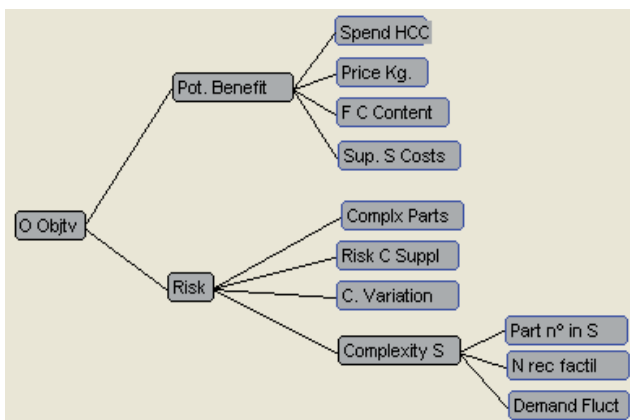 Spend HCC
Price Kg.
Pot. Benefit
F C Content
Sup. S Costs
O Objtv
Complx Parts
Risk C Suppl
Risk
C. Variation
Complexity S
Part nº in S
N rec factil
Demand Fluct